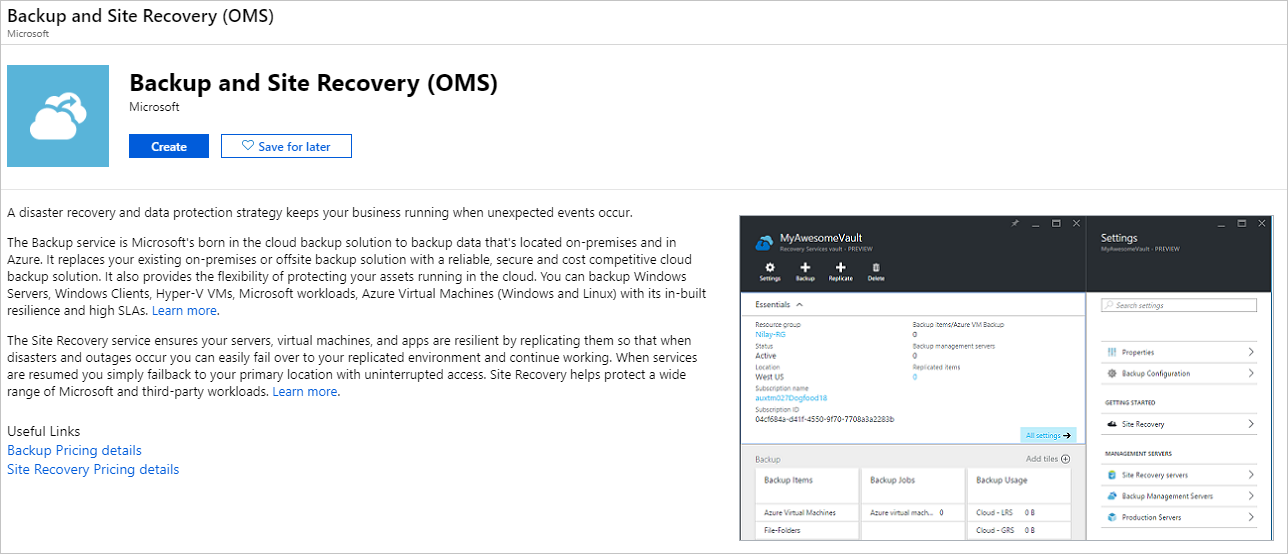 Backup and Site Recovery (OMS)
Microsoft
Backup and Site Recovery (OMS)
Microsoft
Create
Save for later
A disaster recovery and data protection strategy keeps your business running when unexpected events occur.
The Backup service is Microsoft's born in the cloud backup solution to backup data that's located on-premises and in
Azure. It replaces your existing on-premises or offsite backup solution with a reliable, secure and cost competitive cloud
backup solution. It also provides the flexibility of protecting your assets running in the cloud. You can backup Windows
Servers, Windows Clients, Hyper-V VMs, Microsoft workloads, Azure Virtual Machines (Windows and Linux) with its in-built
resilience and high SLAs. Learn more.
The Site Recovery service ensures your servers, virtual machines, and apps are resilient by replicating them so that when
disasters and outages occur you can easily fail over to your replicated environment and continue working. When services
are resumed you simply failback to your primary location with uninterrupted access. Site Recovery helps protect a wide
range of Microsoft and third-party workloads. Learn more.
Useful Links
Backup Pricing details
Site Recovery Pricing details
MyAwesomeVault
Recovery Services vault - PREVIEW
Settings
Backup
Replicate
Delete
Essentials
Resource group
Nilay-RG
Status
Active
Location
West US
Subscription name
auxtm027Dogfood18
Subscription ID
04cf684a-d41f-4550-9f70-7708a3a2283b
Backup items/Azure VM Backup
0
Backup management servers
0
Replicated items
0
All settings
Backup
Add tiles
Backup Items
Azure Virtual Machines
File-Folders
Backup Jobs
Azure virtual mach... 0
Backup Usage
Cloud - LRS 0 B
Cloud - GRS 0 B
Settings
MyAwesomeVault - PREVIEW
Search settings
Properties
Backup Configuration
GETTING STARTED
Site Recovery
MANAGEMENT SERVERS
Site Recovery servers
Backup Management Servers
Production Servers